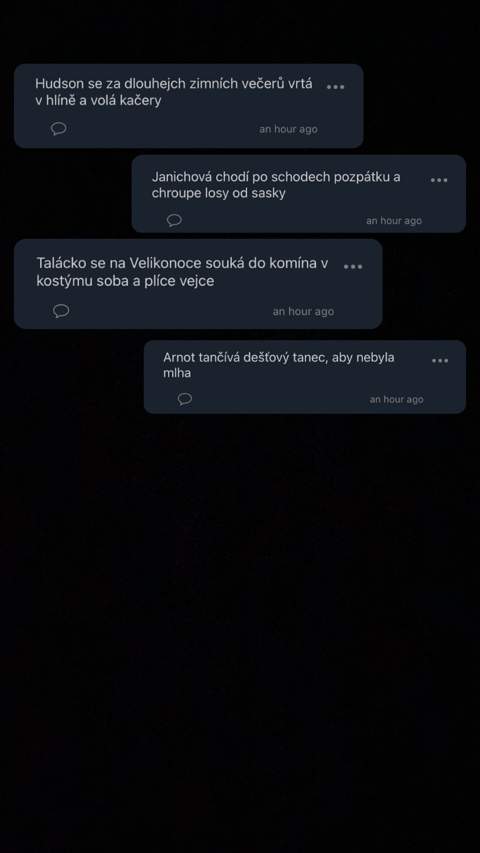 Hudson se za dlouhejch zimních večerů vrtá
v hlíně a volá kačery
an hour ago
Janichová chodí po schodech pozpátku a
chroupe losy od sasky
an hour ago
Talácko se na Velikonoce souká do komína v
kostýmu soba a plíce vejce
an hour ago
Arnot tančívá dešťový tanec, aby nebyla
mlha
an hour ago